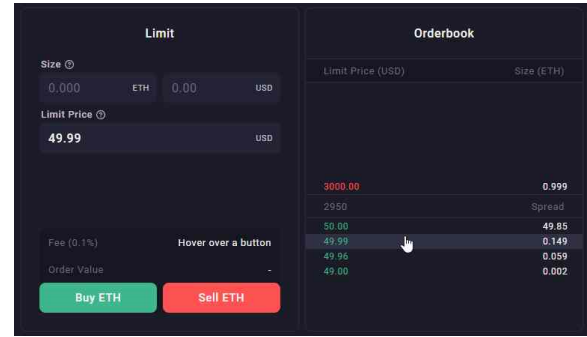 Limit
Size ?
0.000 ETH 0.00 USD
Limit Price ?
49.99 USD
Fee (0.1%) Hover over a button
Order Value -
Buy ETH Sell ETH
Orderbook
Limit Price (USD) Size (ETH)
3000.00 0.999
2950 Spread
50.00 49.85
49.99 0.149
49.96 0.059
49.00 0.002